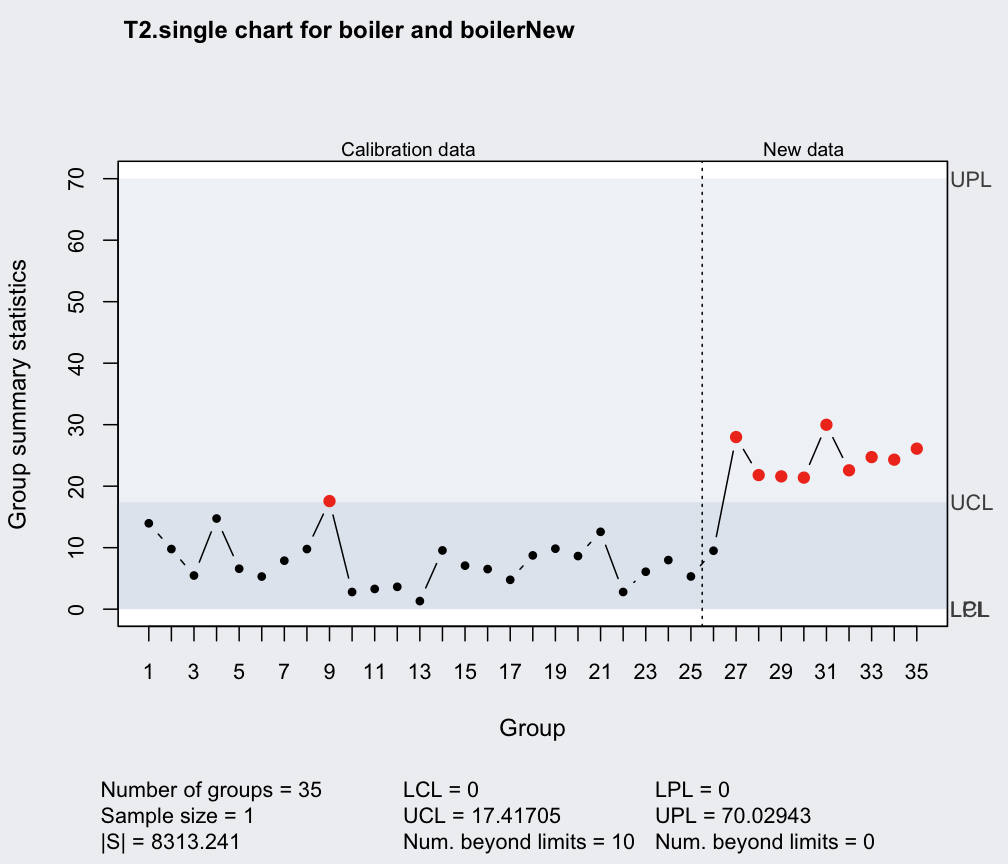 T2.single chart for boiler and boilerNew
Calibration data New data
Group summary statistics
70
60
50
40
30
20
10
0
UPL
UCL
1 3 5 7 9 11 13 15 17 19 21 23 25 27 29 31 33 35
Group
Number of groups = 35 LCL = 0 LPL = 0
Sample size = 1 UCL = 17.41705 UPL = 70.02943
|S| = 8313.241 Num. beyond limits = 10 Num. beyond limits = 0